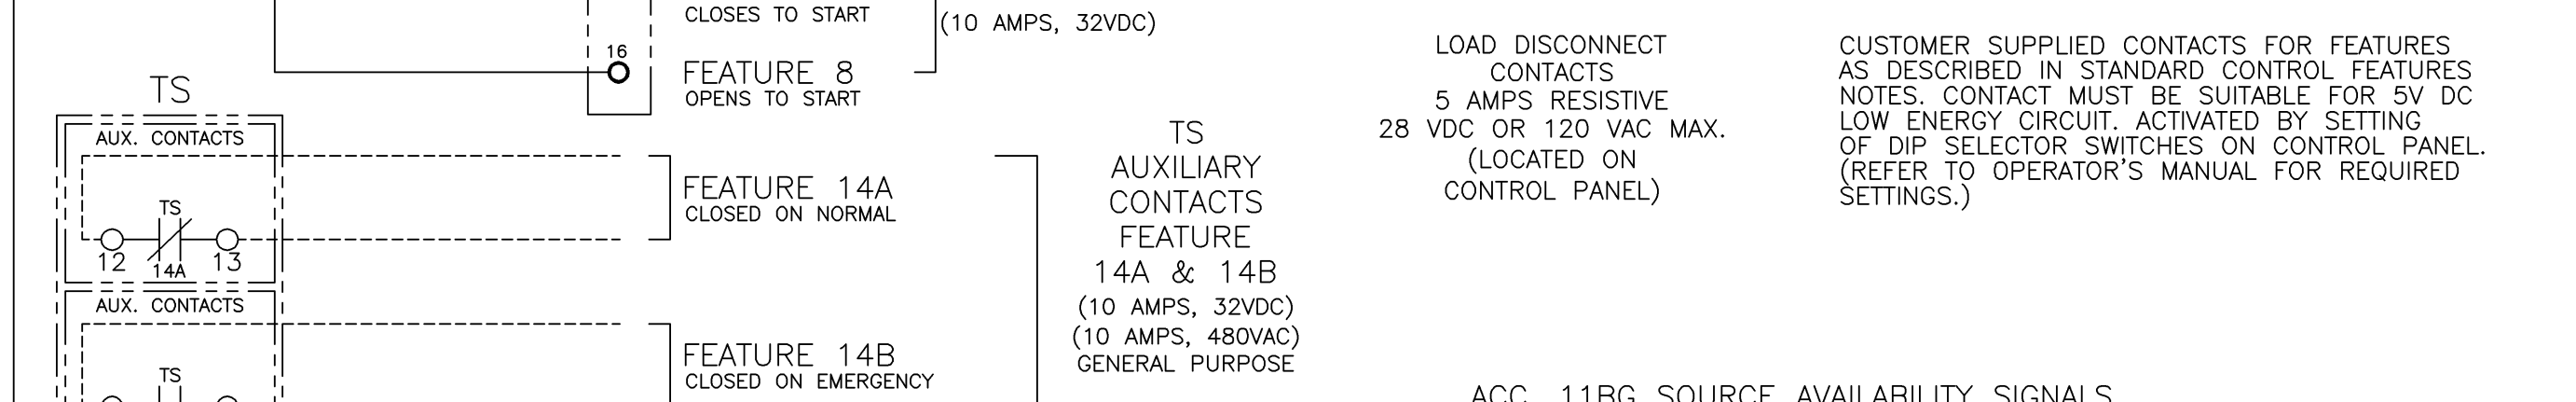 CLOSES TO START
(10 AMPS, 32VDC)
16
FEATURE 8
OPENS TO START
TS
AUX. CONTACTS
TS
12
14A
13
FEATURE 14A
CLOSED ON NORMAL
AUX. CONTACTS
TS
FEATURE 14B
CLOSED ON EMERGENCY
TS
AUXILIARY
CONTACTS
FEATURE
14A & 14B
(10 AMPS, 32VDC)
(10 AMPS, 480VAC)
GENERAL PURPOSE
LOAD DISCONNECT
CONTACTS
5 AMPS RESISTIVE
28 VDC OR 120 VAC MAX.
(LOCATED ON
CONTROL PANEL)
CUSTOMER SUPPLIED CONTACTS FOR FEATURES
AS DESCRIBED IN STANDARD CONTROL FEATURES
NOTES. CONTACT MUST BE SUITABLE FOR 5V DC
LOW ENERGY CIRCUIT. ACTIVATED BY SETTING
OF DIP SELECTOR SWITCHES ON CONTROL PANEL.
(REFER TO OPERATOR'S MANUAL FOR REQUIRED
SETTINGS.)
ACC. 11BG SOURCE AVAILABILITY SIGNALS